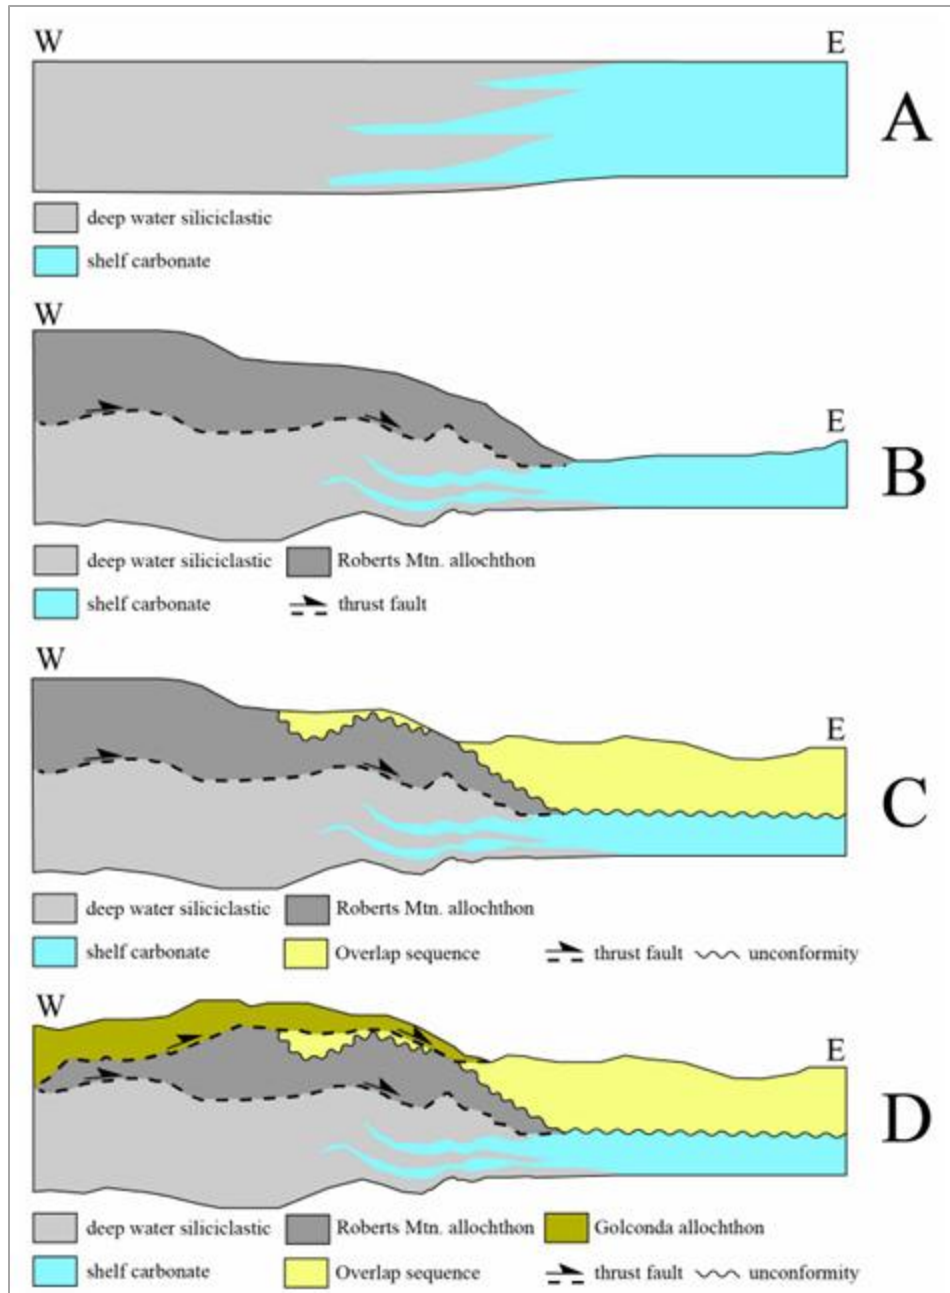 W E
A
deep water siliciclastic
shelf carbonate
W
E
B
deep water siliciclastic Roberts Mtn. allochthon
shelf carbonate thrust fault
W
E
C
deep water siliciclastic Roberts Mtn. allochthon
shelf carbonate Overlap sequence thrust fault unconformity
W
E
D
deep water siliciclastic Roberts Mtn. allochthon Golconda allochthon
shelf carbonate Overlap sequence thrust fault unconformity